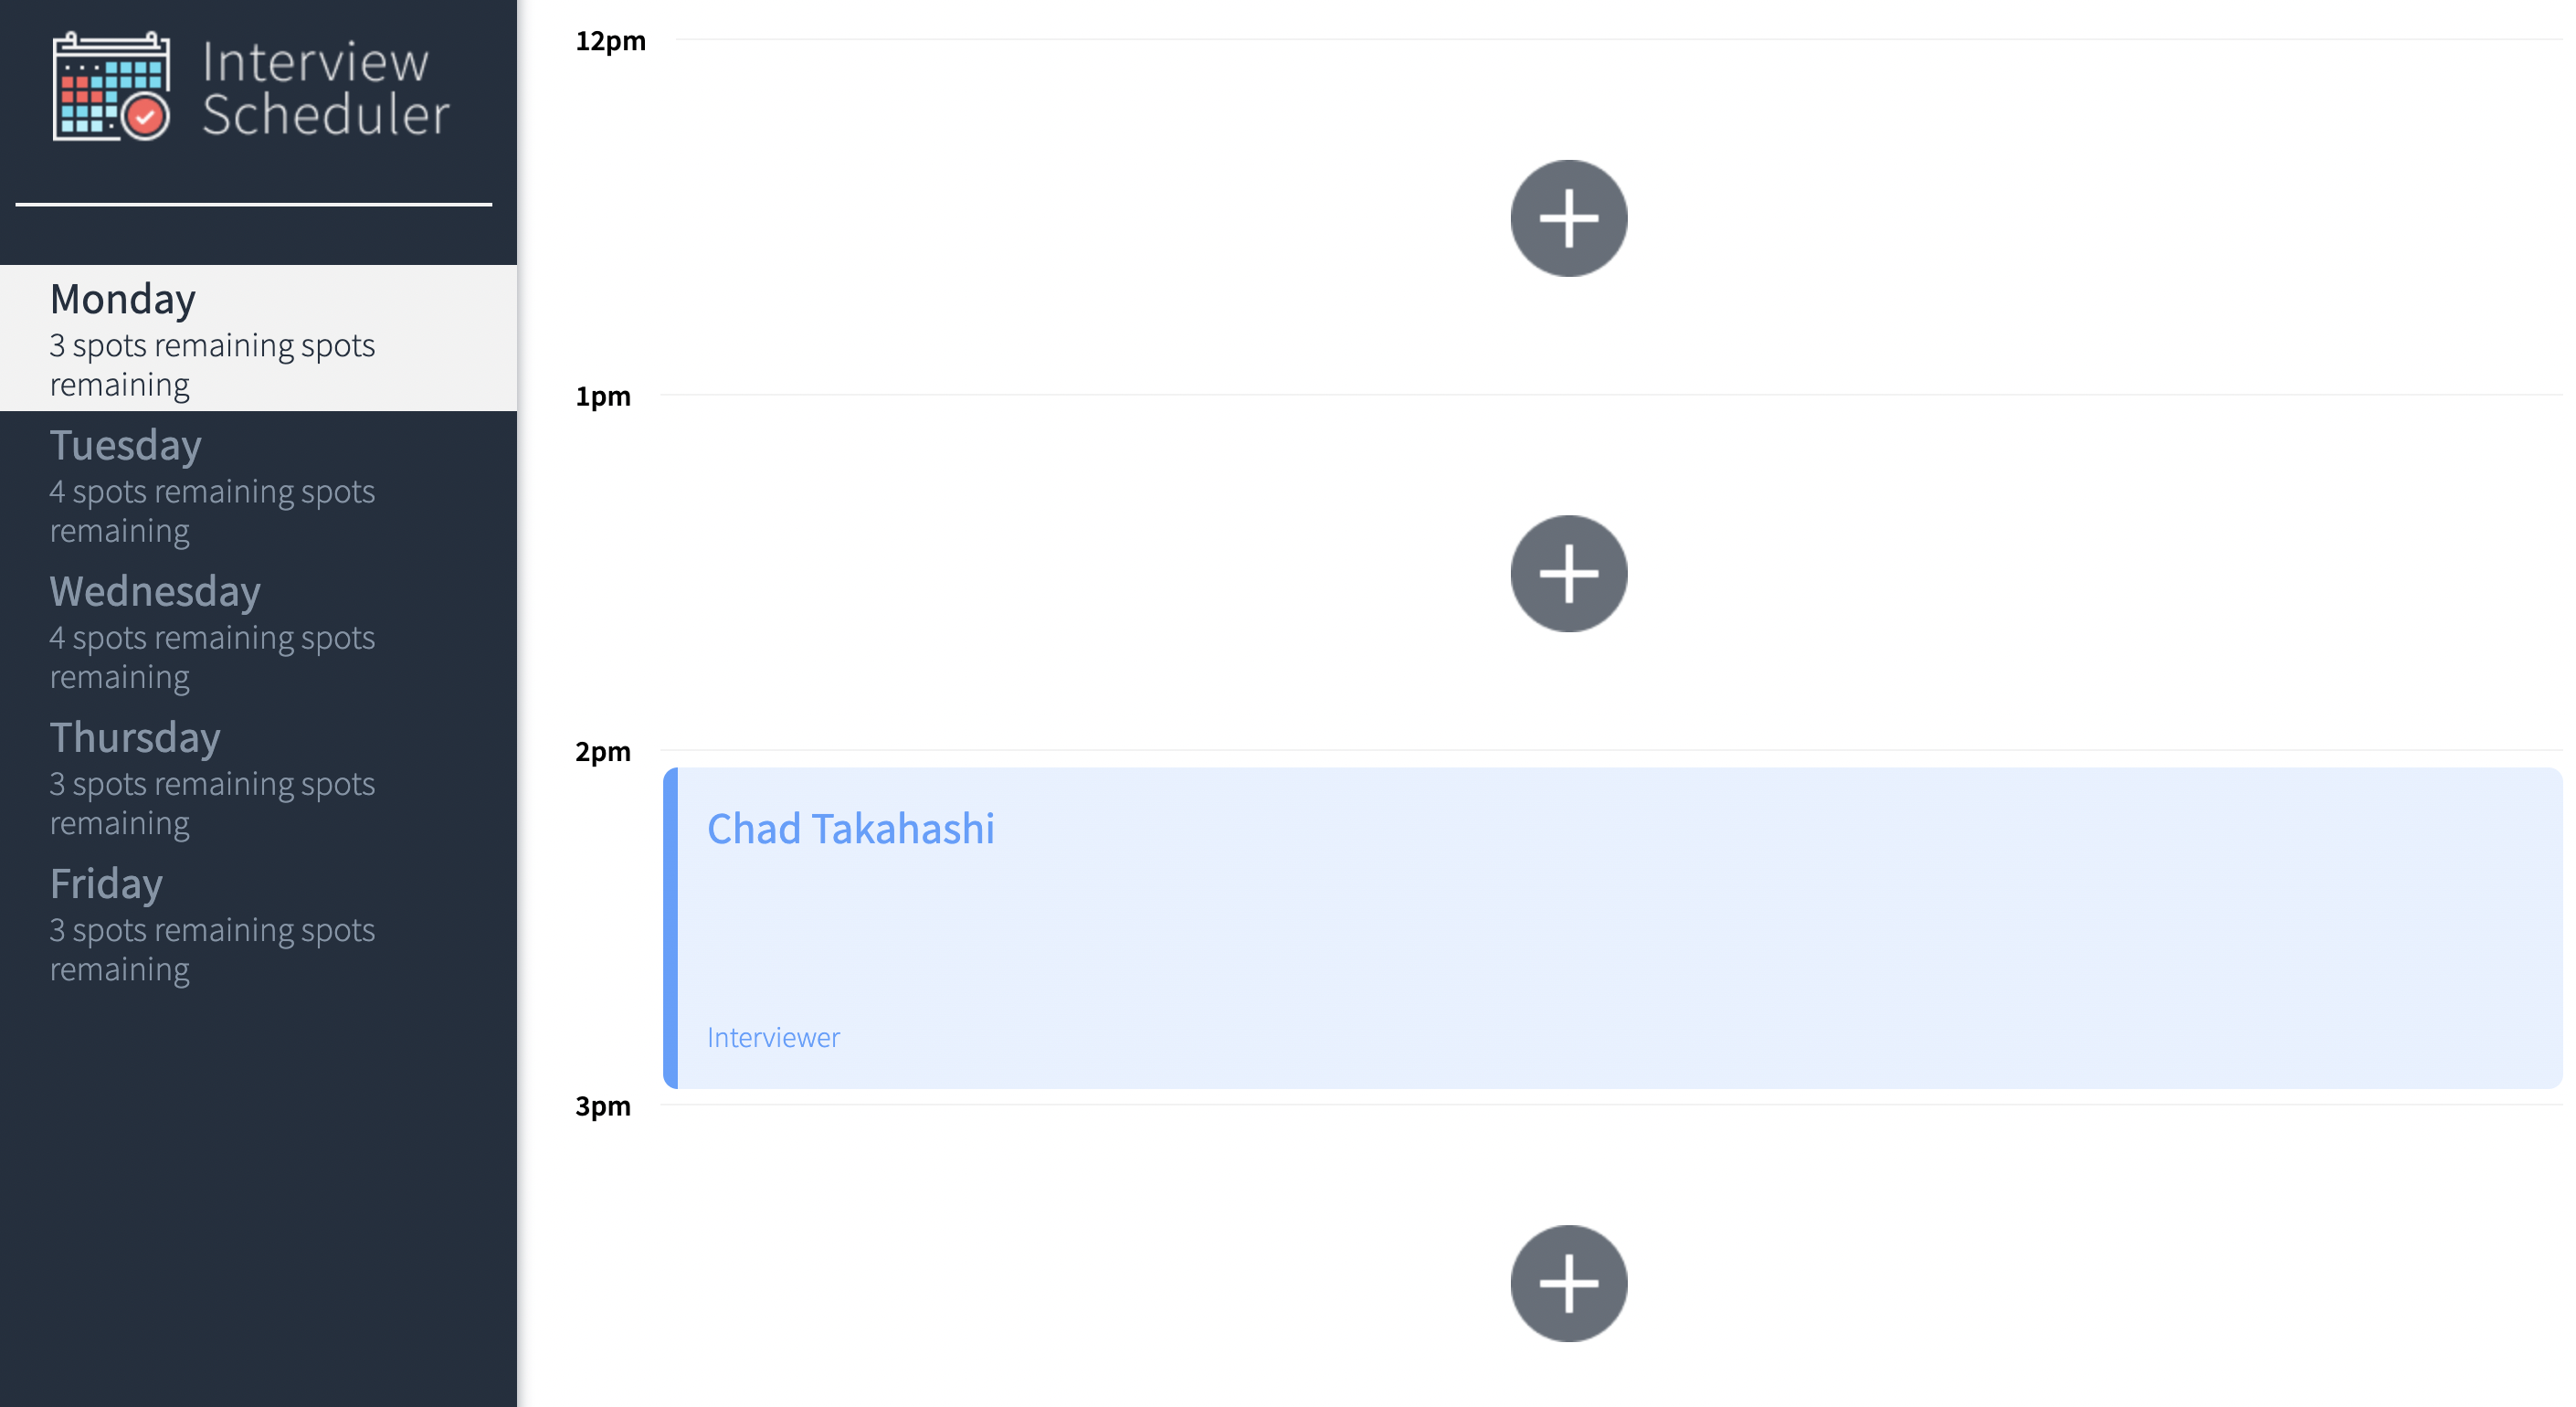 Interview
Scheduler
Monday
3 spots remaining spots
remaining
Tuesday
4 spots remaining spots
remaining
Wednesday
4 spots remaining spots
remaining
Thursday
3 spots remaining spots
remaining
Friday
3 spots remaining spots
remaining
12pm
1pm
2pm
Chad Takahashi
Interviewer
3pm